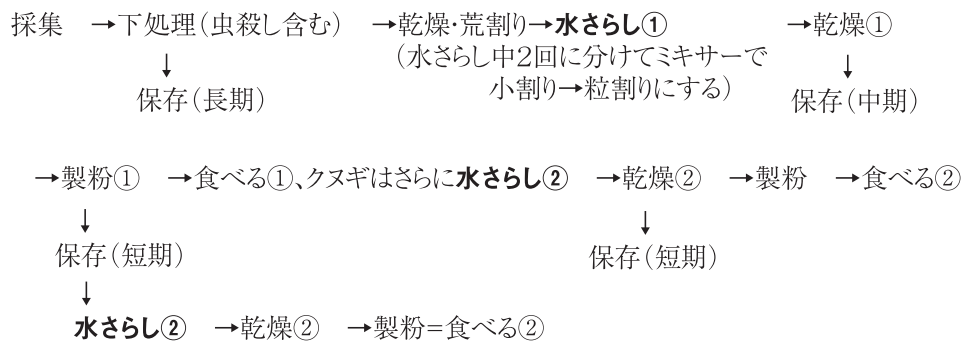 採集　→下処理（虫殺し含む）　→乾燥・荒割り→水さらし①　→乾燥①
↓　（水さらし中２回に分けてミキサーで　↓
保存（長期）　小割り→粒割りにする）　保存（中期）
→製粉①　→食べる①、クヌギはさらに水さらし②　→乾燥②　→製粉　→食べる②
↓　↓
保存（短期）　保存（短期）
↓
水さらし②　→乾燥②　→製粉＝食べる②